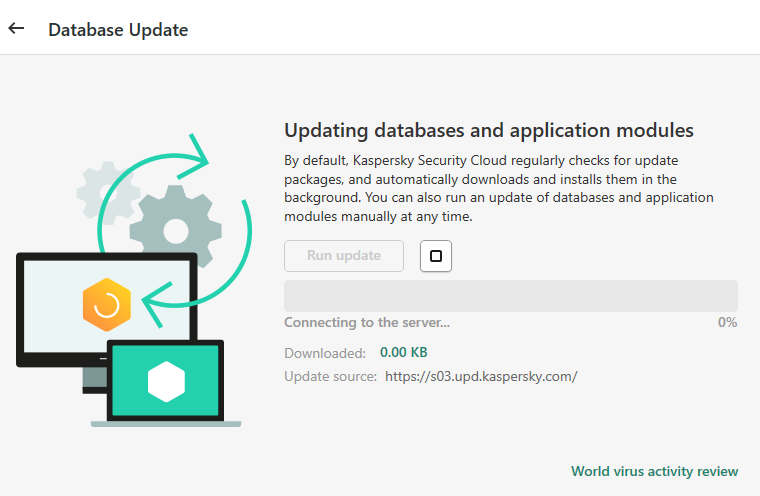 Database Update
Updating databases and application modules
By default, Kaspersky Security Cloud regularly checks for update
packages, and automatically downloads and installs them in the
background. You can also run an update of databases and application
modules manually at any time.
Run update
Connecting to the server... 0%
Downloaded: 0.00 KB
Update source: https://s03.upd.kaspersky.com/
World virus activity review